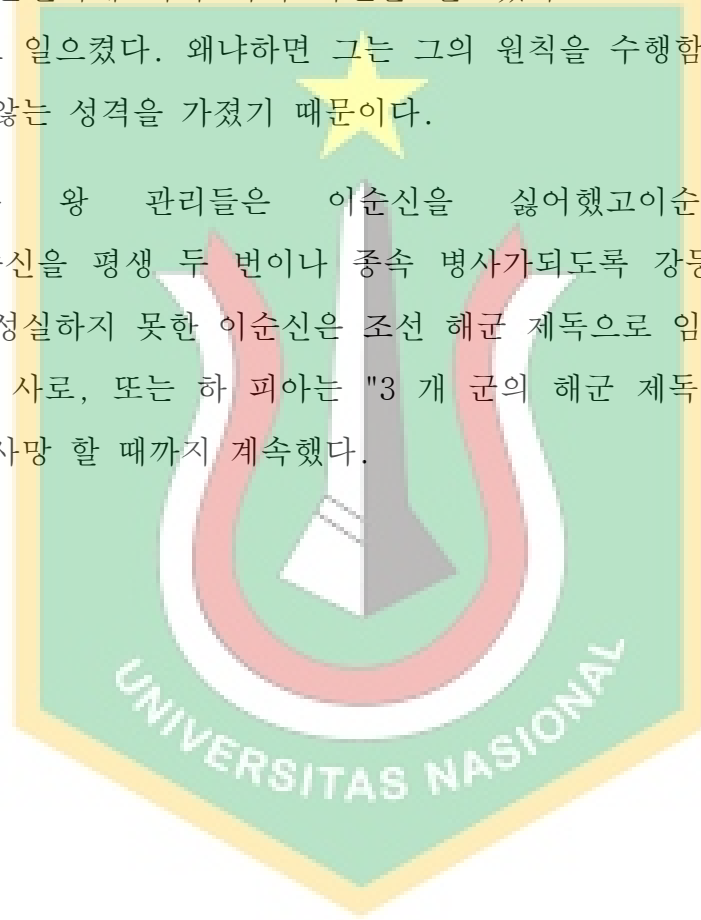 일으켰다. 왜냐하면 그는 그의 원칙을 수행함
않는 성격을 가졌기 때문이다.
왕 관리들은 이순신을 싫어했고이순
신을 평생 두 번이나 종속 병사가되도록 강등
성실하지 못한 이순신은 조선 해군 제독으로 임
사로, 또는 하 피아는 "3 개 군의 해군 제독
사망 할 때까지 계속했다.
UNIVERSITAS NASIONAL